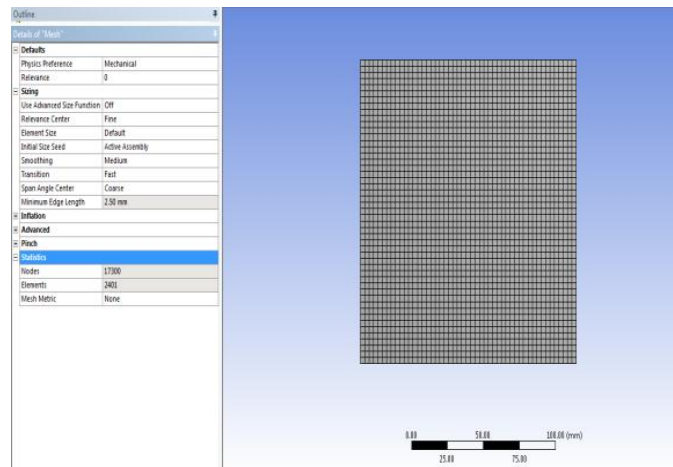 Outline
Details of "Mesh"
Defaults
Physics Preference Mechanical
Relevance 0
Sizing
Use Advanced Size Function Off
Relevance Center Fine
Element Size Default
Initial Size Seed Active Assembly
Smoothing Medium
Transition Fast
Span Angle Center Coarse
Minimum Edge Length 2.50 mm
Inflation
Advanced
Pinch
Statistics
Nodes 17300
Elements 2401
Mesh Metric None
0.00 50.00 100.00 (mm)
25.00 75.00